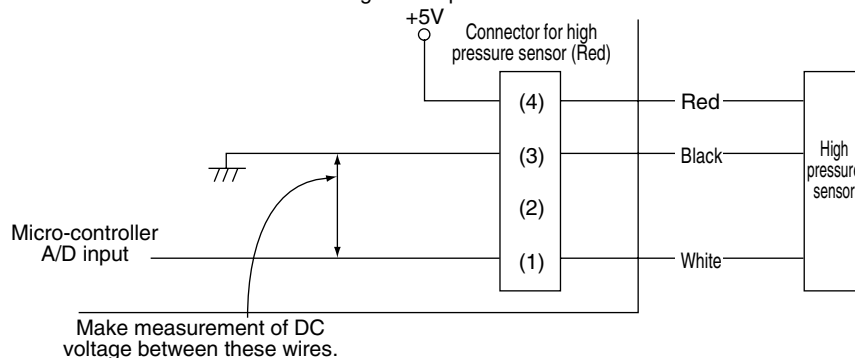 +5V
Connector for high
pressure sensor (Red)
(4)
Red
(3)
Black
High
pressure
sensor
(2)
Micro-controller
A/D input
(1)
White
Make measurement of DC
voltage between these wires.